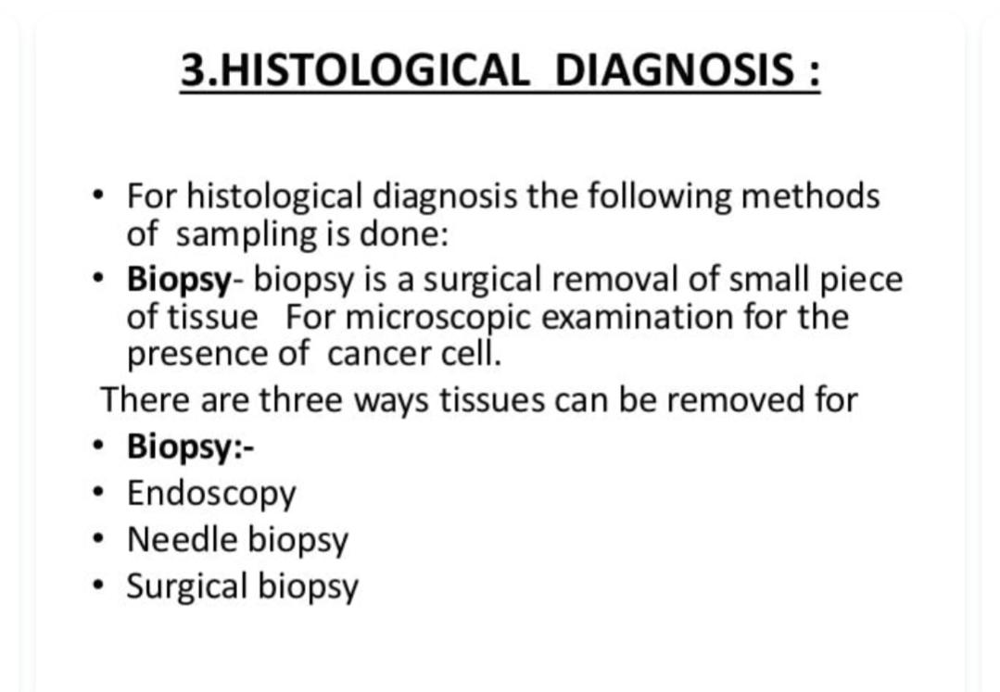 3.HISTOLOGICAL DIAGNOSIS :
• For histological diagnosis the following methods
of sampling is done:
• Biopsy- biopsy is a surgical removal of small piece
of tissue For microscopic examination for the
presence of cancer cell.
There are three ways tissues can be removed for
• Biopsy:-
• Endoscopy
• Needle biopsy
• Surgical biopsy